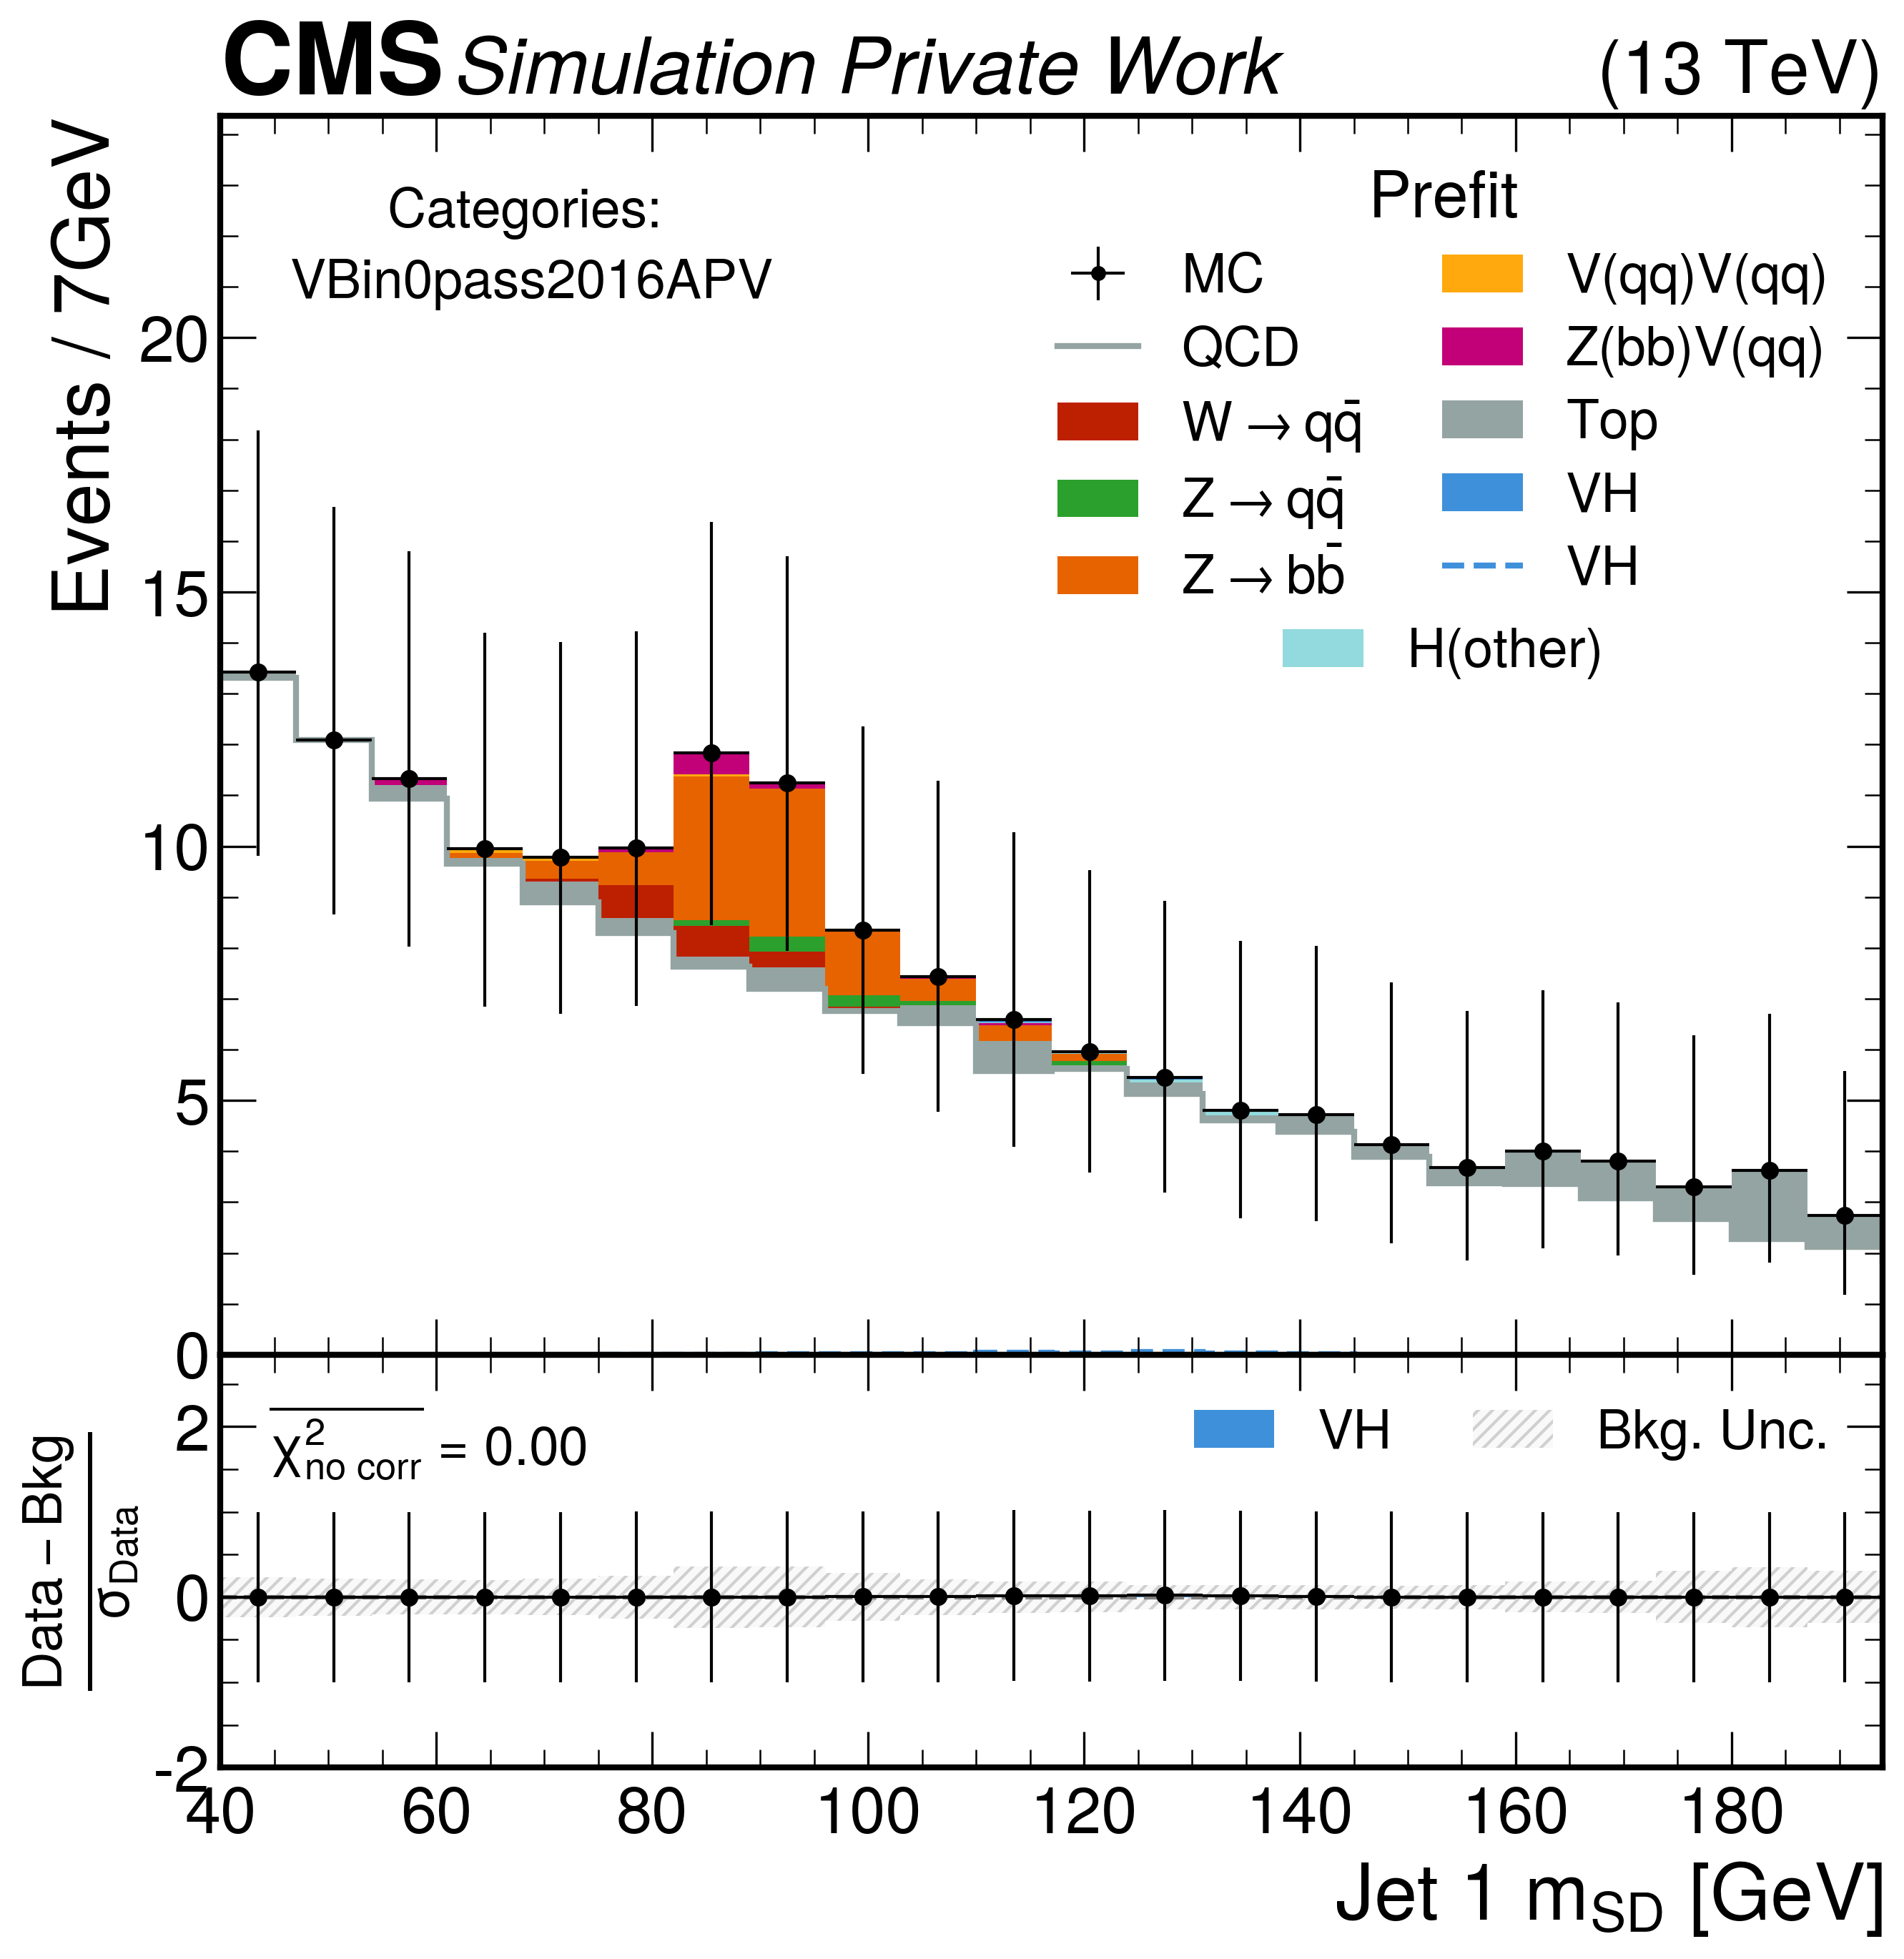 CMS Simulation Private Work (13 TeV)
Events / 7GeV
Categories:
VBin0pass2016APV
Prefit
MC
QCD
W → qq̄
Z → qq̄
Z → bb̄
V(qq)V(qq)
Z(bb)V(qq)
Top
VH
VH
H(other)
20
15
10
5
0
Data − Bkg
σData
χ²no corr = 0.00
VH
Bkg. Unc.
2
0
-2
40 60 80 100 120 140 160 180
Jet 1 mSD [GeV]